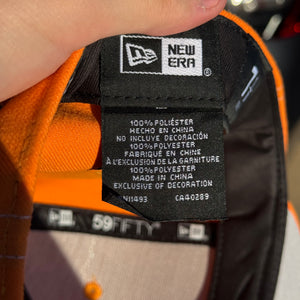 NEW
ERA
®
100% POLIÉSTER
HECHO EN CHINA
NO INCLUYE DECORACIÓN
100% POLYESTER
FABRIQUÉ EN CHINE
À L'EXCLUSION DE LA GARNITURE
100% POLYESTER
MADE IN CHINA
EXCLUSIVE OF DECORATION
CA40289
59FIFTY